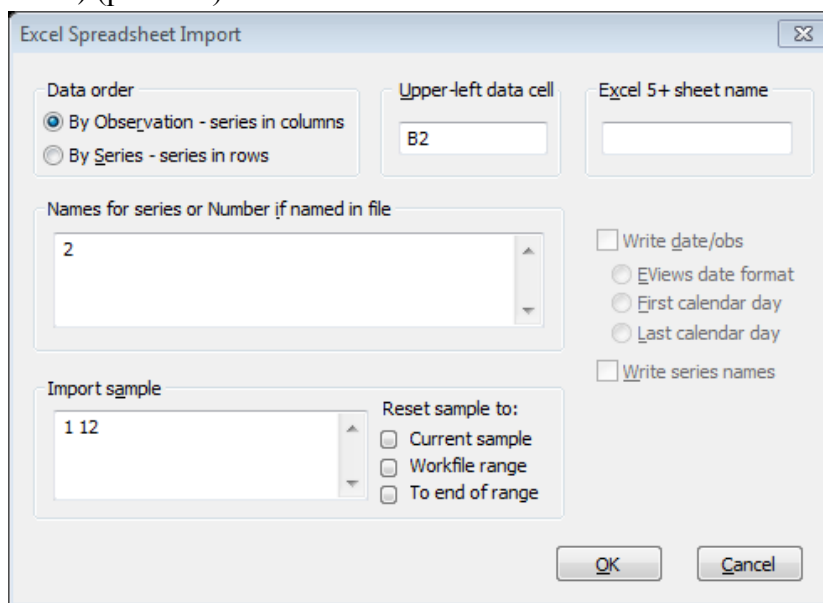 Excel Spreadsheet Import
Data order
By Observation - series in columns
By Series - series in rows
Upper-left data cell
B2
Excel 5+ sheet name
Names for series or Number if named in file
2
Write date/obs
EViews date format
First calendar day
Last calendar day
Write series names
Import sample
1 12
Reset sample to:
Current sample
Workfile range
To end of range
OK
Cancel